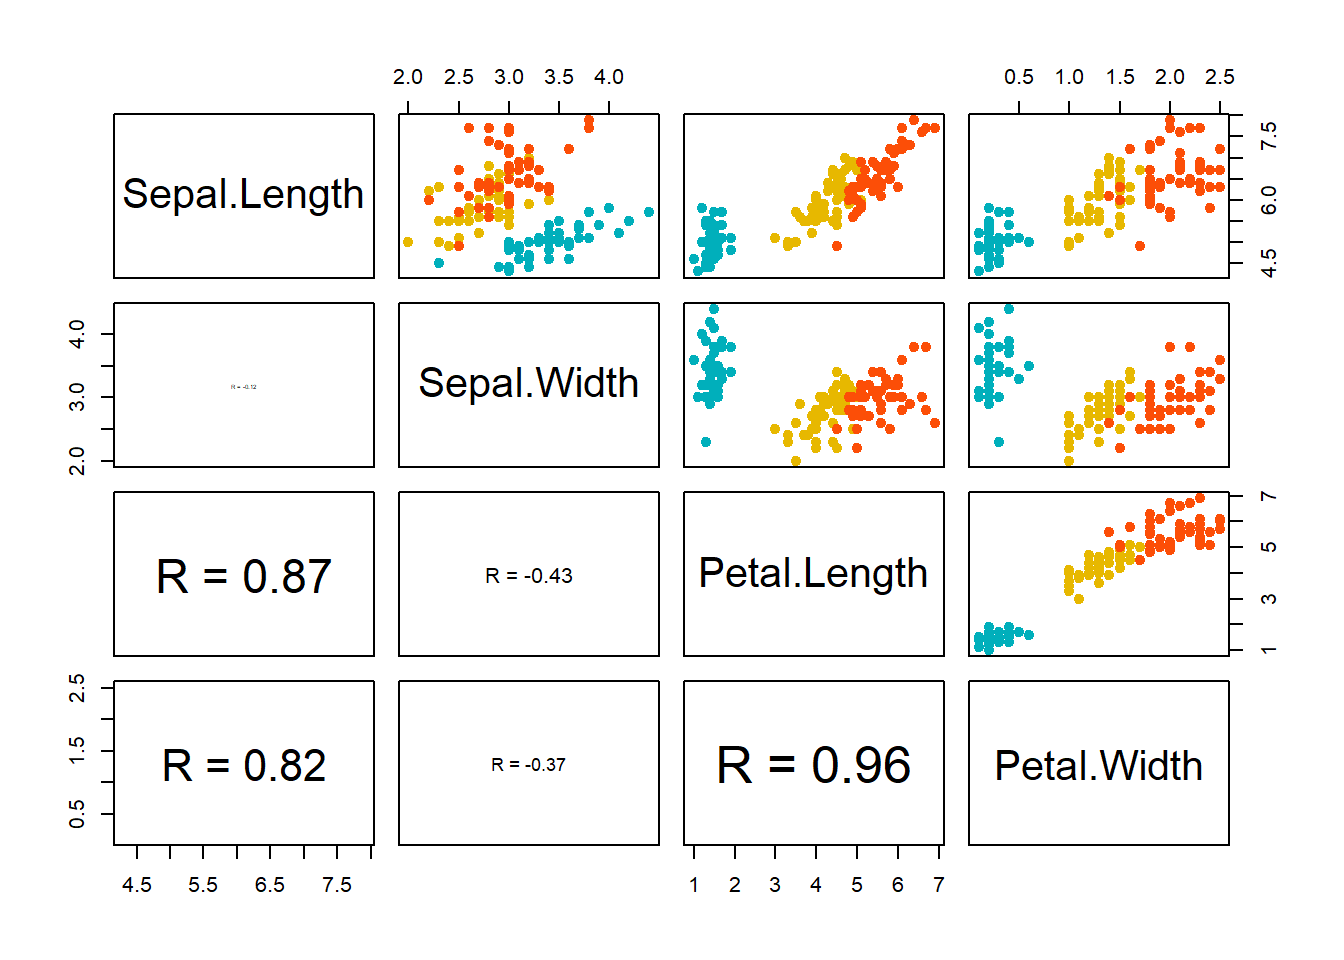 2.0 2.5 3.0 3.5 4.0
0.5 1.0 1.5 2.0 2.5
Sepal.Length
4.5 6.0 7.5
2.0 3.0 4.0
R = -0.12
Sepal.Width
R = 0.87
R = -0.43
Petal.Length
1 3 5 7
0.5 1.5 2.5
R = 0.82
R = -0.37
R = 0.96
Petal.Width
4.5 5.5 6.5 7.5
1 2 3 4 5 6 7